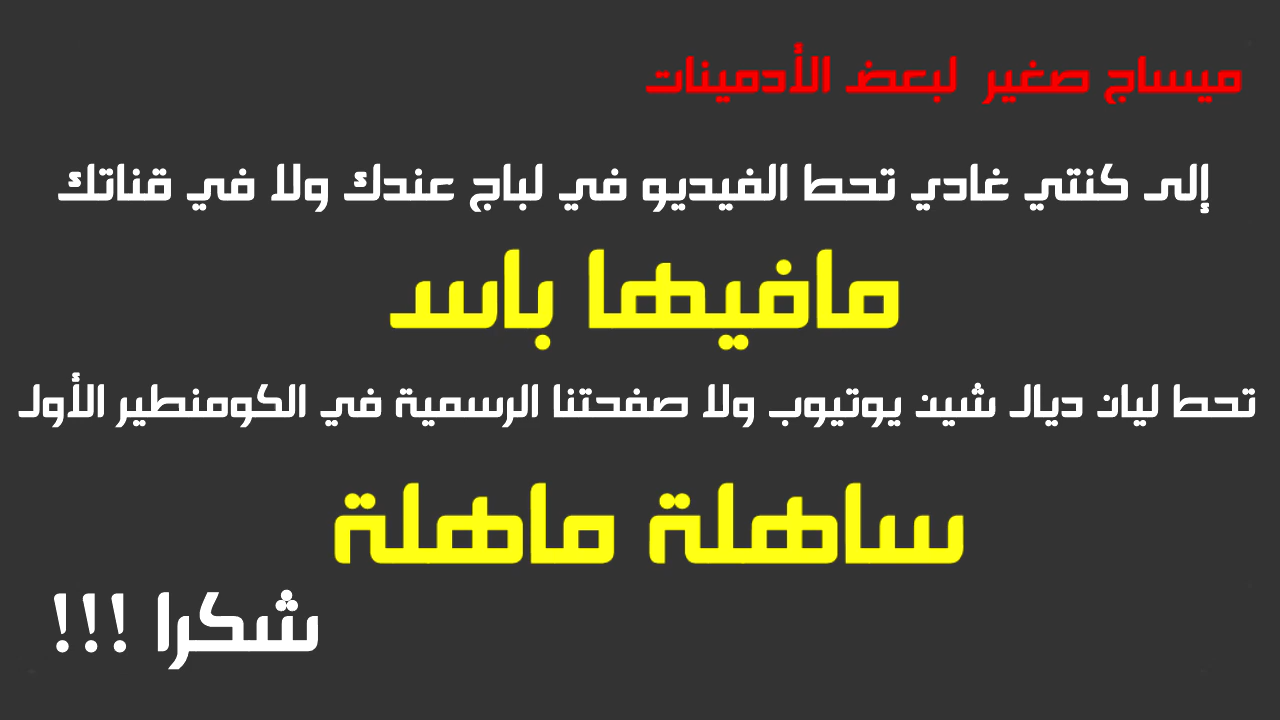 ميساج صغير لبعض الأدمينات
إلى كنتي غادي تحط الفيديو في لباج عندك ولا في قناتك
مافيها باس
تحط ليان ديال شين يوتيوب ولا صفحتنا الرسمية في الكومنطير الأول
ساهلة ماهلة
شكرا !!!